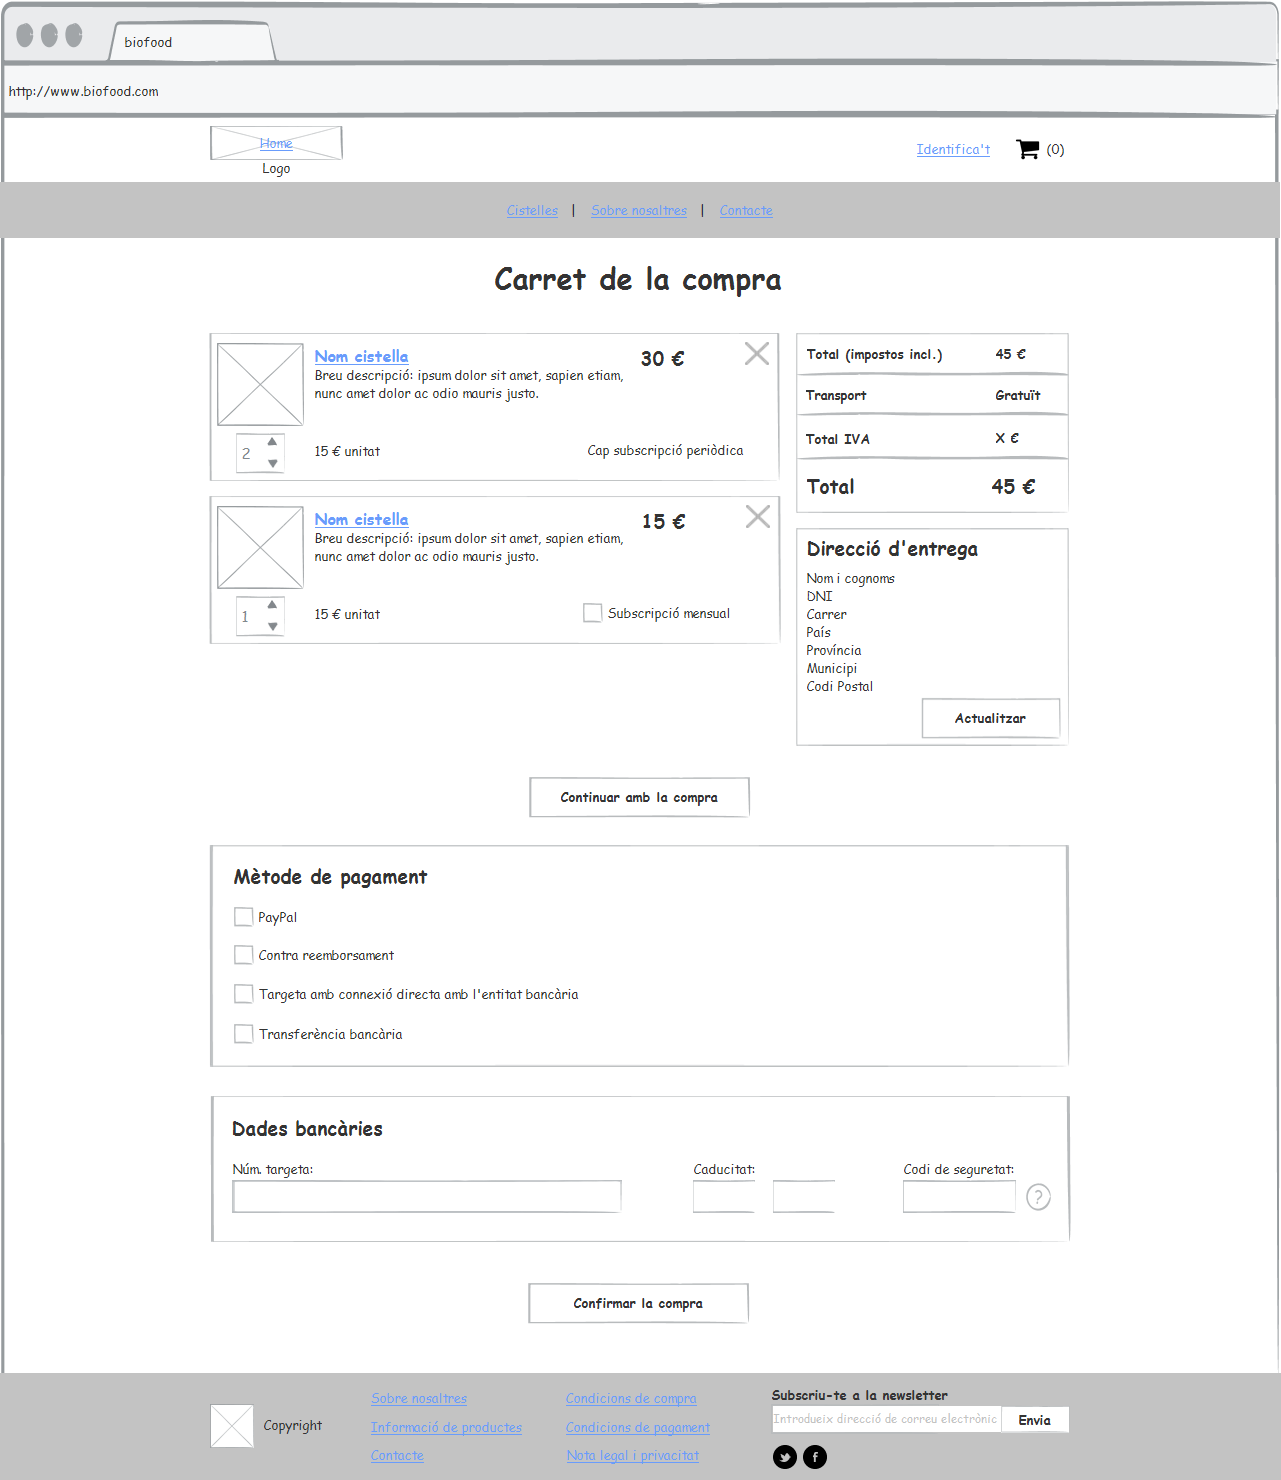 biofood
http://www.biofood.com
Home
Logo
Identifica't
(0)
Cistelles | Sobre nosaltres | Contacte
Carret de la compra
Nom cistella
30 €
Breu descripció: ipsum dolor sit amet, sapien etiam,
nunc amet dolor ac odio mauris justo.
2
15 € unitat
Cap subscripció periòdica
Nom cistella
15 €
Breu descripció: ipsum dolor sit amet, sapien etiam,
nunc amet dolor ac odio mauris justo.
1
15 € unitat
Subscripció mensual
Total (impostos incl.) 45 €
Transport Gratuït
Total IVA X €
Total 45 €
Direcció d'entrega
Nom i cognoms
DNI
Carrer
País
Província
Municipi
Codi Postal
Actualitzar
Continuar amb la compra
Mètode de pagament
PayPal
Contra reemborsament
Targeta amb connexió directa amb l'entitat bancària
Transferència bancària
Dades bancàries
Núm. targeta:
Caducitat:
Codi de seguretat:
?
Confirmar la compra
Copyright
Sobre nosaltres
Informació de productes
Contacte
Condicions de compra
Condicions de pagament
Nota legal i privacitat
Subscriu-te a la newsletter
Introdueix direcció de correu electrònic
Envia